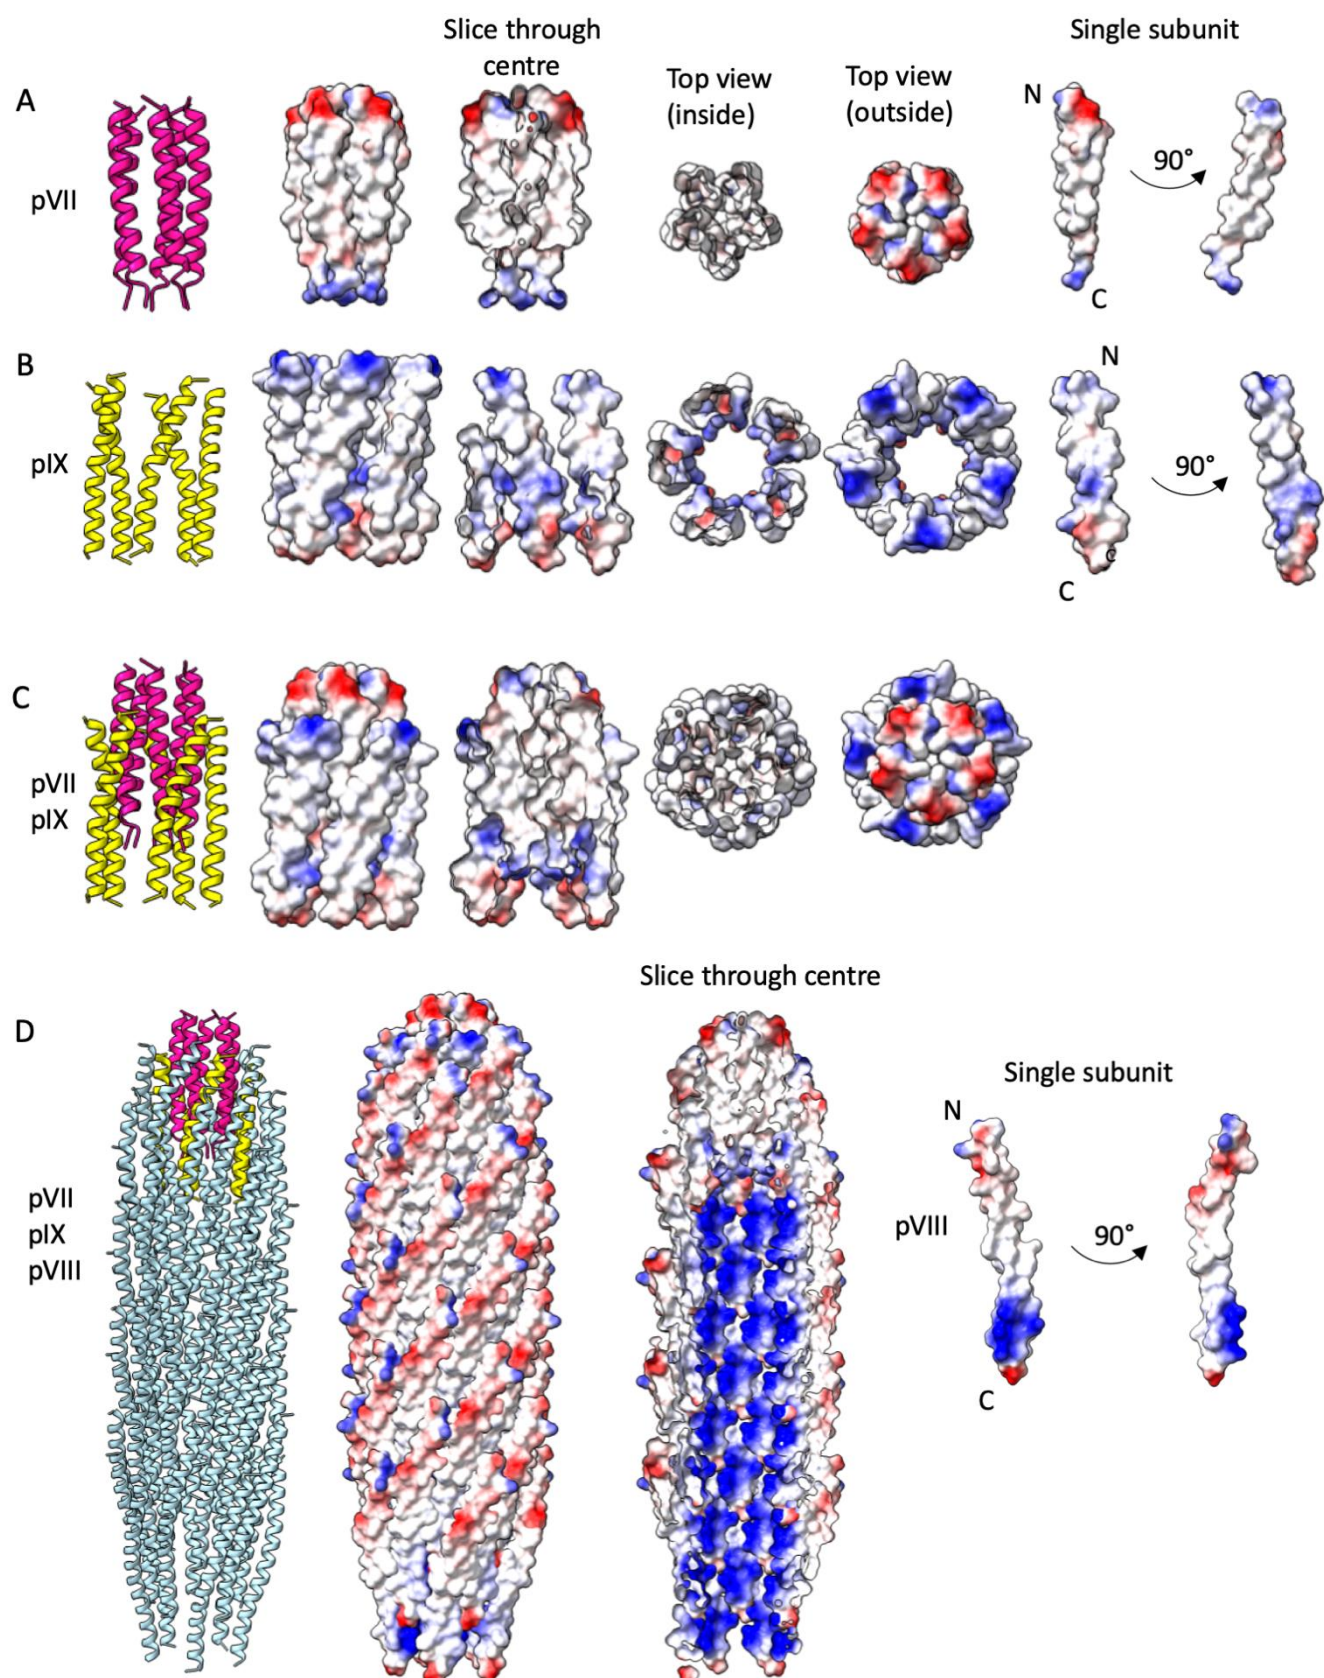 Slice through
centre
Single subunit
Top view
(inside)
Top view
(outside)
A
pVII
N
90°
C
B
pIX
N
90°
C
C
C
pVII
pIX
Slice through centre
D
Single subunit
N
pVII
pIX
pVIII
pVIII
90°
C